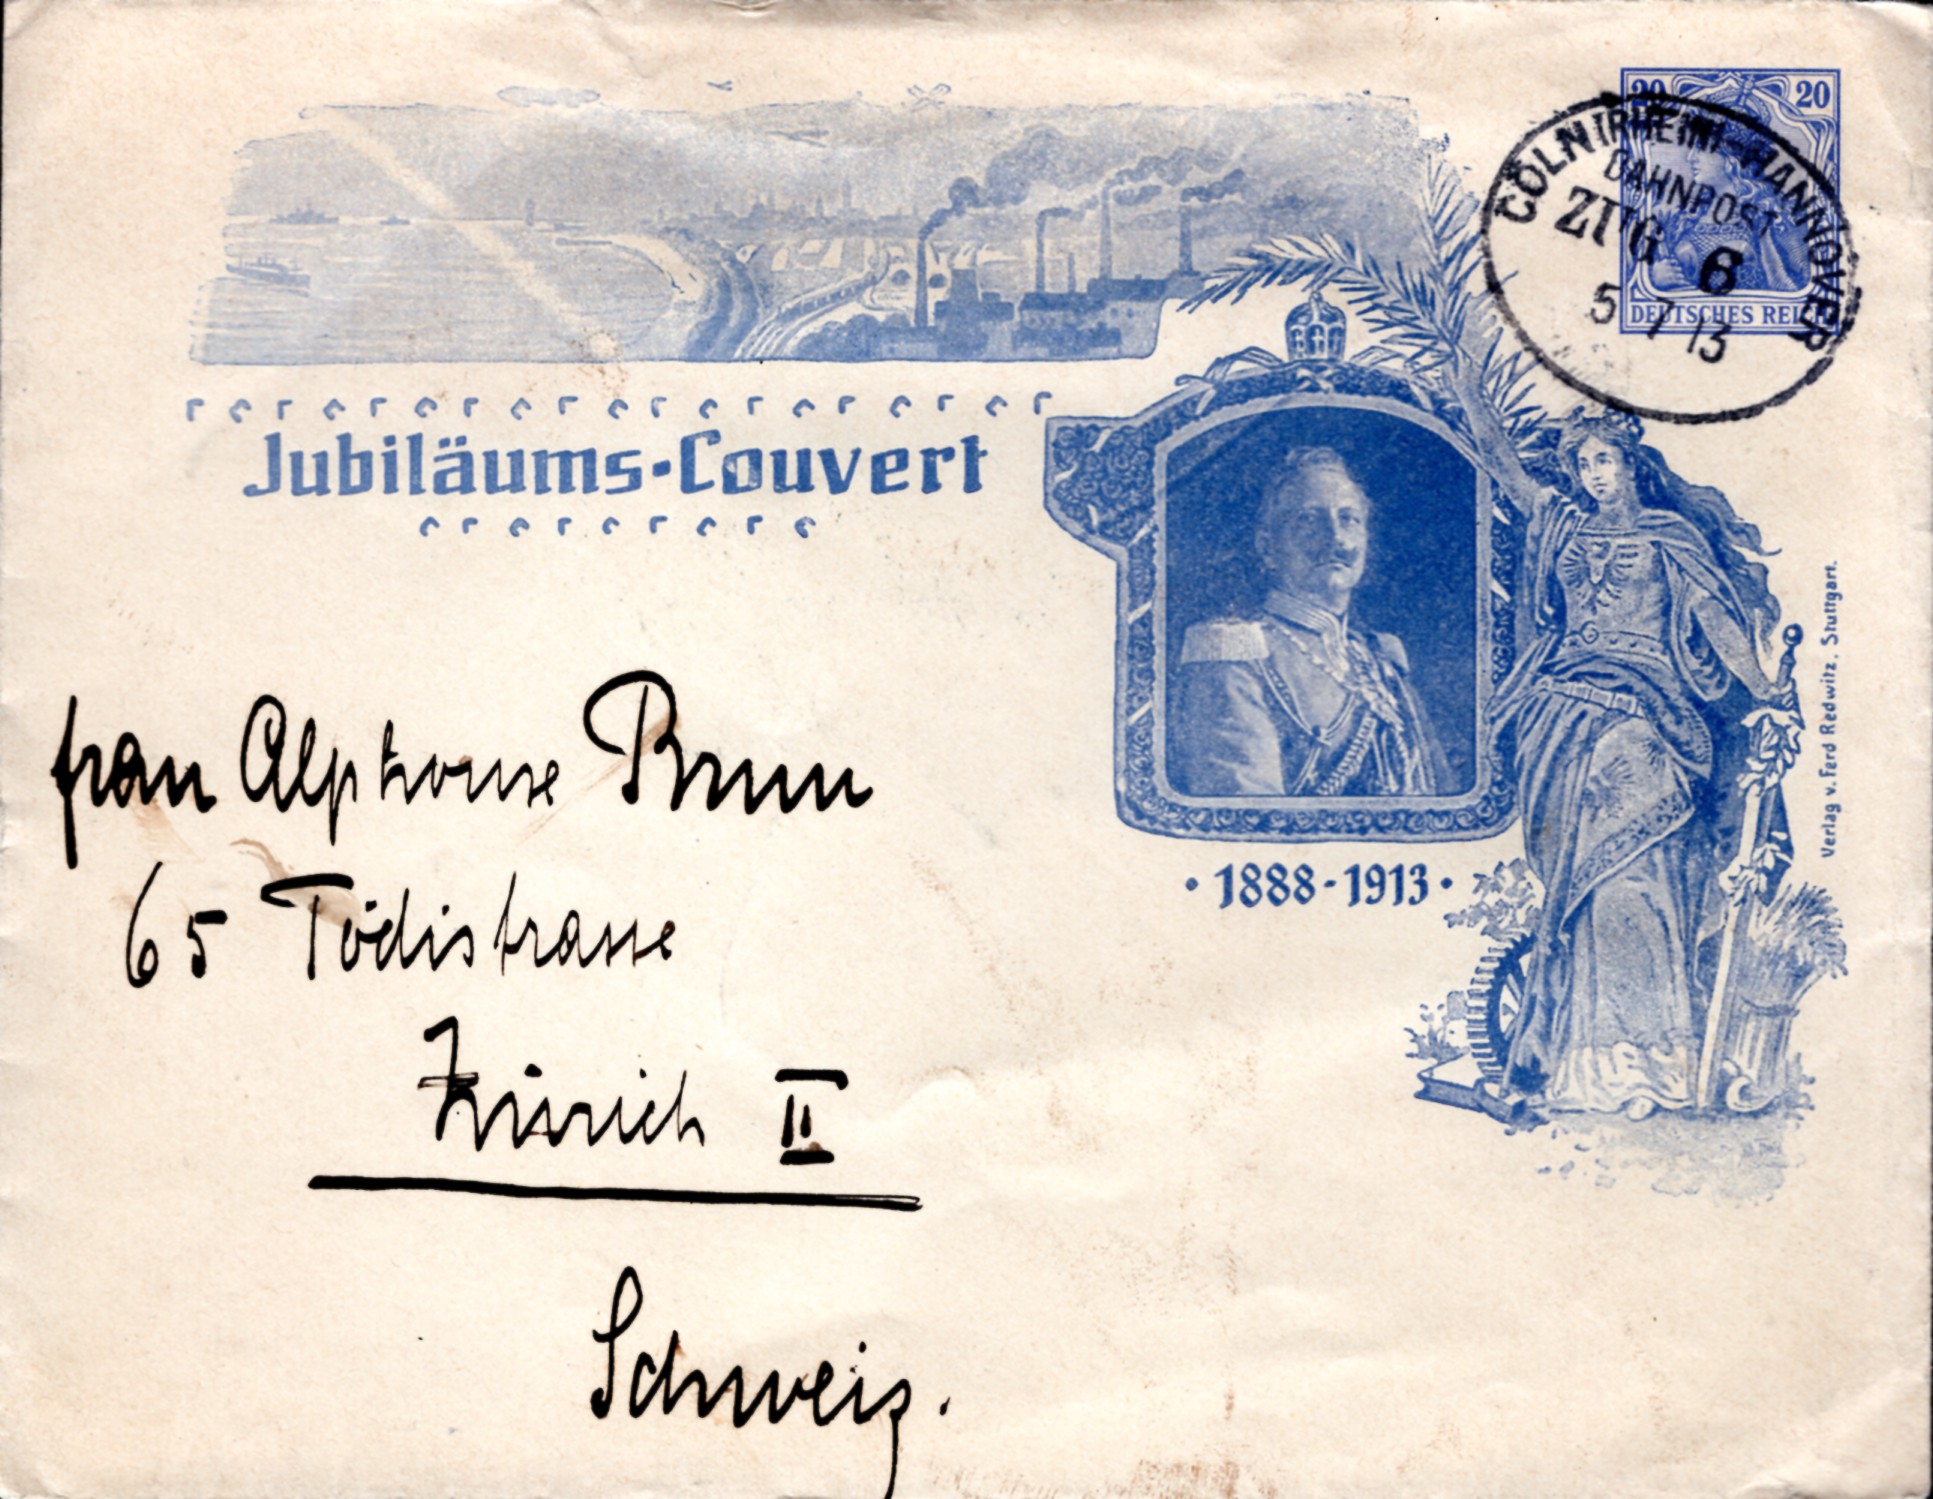 20 20
DEUTSCHES REICH
CÖLN (RHEIN)-HANNOVER
BAHNPOST
ZUG 6
5 7 13
Jubiläums-Couvert
· 1888 - 1913 ·
Verlag v. Ferd Redwitz, Stuttgart.
frau Alphonse Brun
65 Tödistrasse
Zürich II
Schweiz.